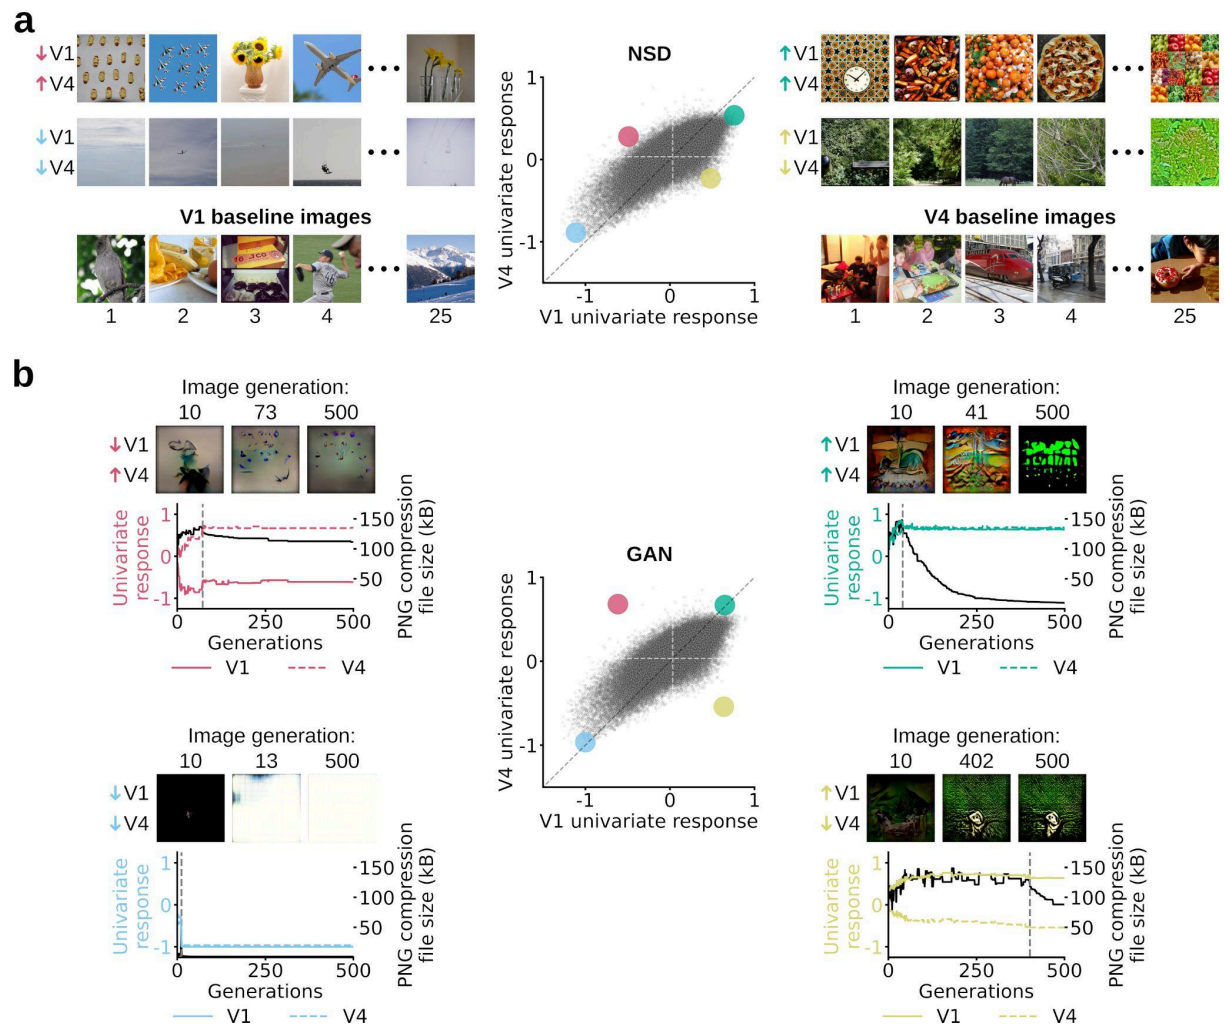 a
↓V1
↑V4
↓V1
↓V4
V1 baseline images
1 2 3 4 25
NSD
V4 univariate response
1
0
-1
-1 0 1
V1 univariate response
↑V1
↑V4
↑V1
↓V4
V4 baseline images
1 2 3 4 25
b
Image generation:
10 73 500
↓V1
↑V4
Univariate response
1
0
-1
150
100
50
PNG compression file size (kB)
0 250 500
Generations
V1 V4
Image generation:
10 13 500
↓V1
↓V4
Univariate response
1
0
-1
150
100
50
PNG compression file size (kB)
0 250 500
Generations
V1 V4
GAN
V4 univariate response
1
0
-1
-1 0 1
V1 univariate response
Image generation:
10 41 500
↑V1
↑V4
Univariate response
1
0
-1
150
100
50
PNG compression file size (kB)
0 250 500
Generations
V1 V4
Image generation:
10 402 500
↑V1
↓V4
Univariate response
1
0
-1
150
100
50
PNG compression file size (kB)
0 250 500
Generations
V1 V4